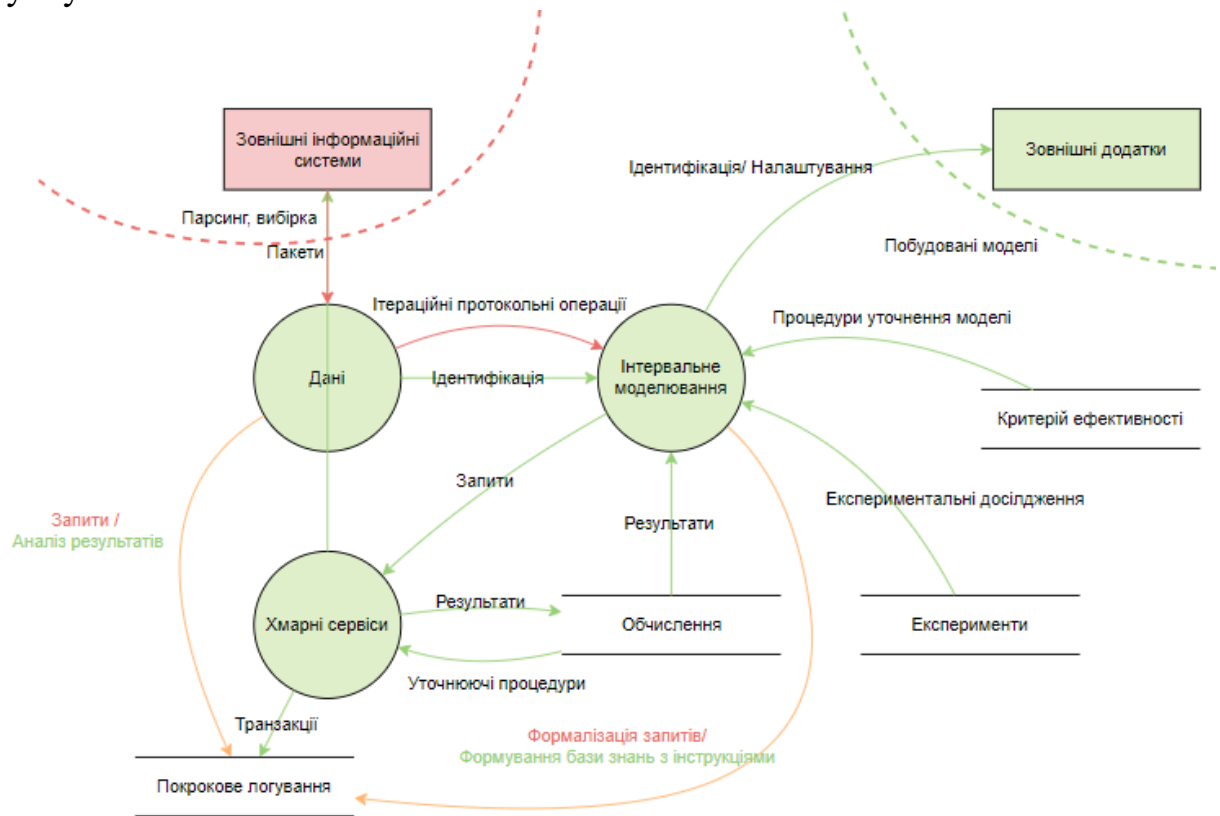 Зовнішні інформаційні
системи
Зовнішні додатки
Ідентифікація/ Налаштування
Парсинг, вибірка
Пакети
Побудовані моделі
Ітераційні протокольні операції
Процедури уточнення моделі
Дані
Ідентифікація
Інтервальне
моделювання
Критерій ефективності
Запити
Експериментальні досілдження
Запити /
Аналіз результатів
Результати
Результати
Хмарні сервіси
Обчислення
Експерименти
Уточнюючі процедури
Транзакції
Формалізація запитів/
Формування бази знань з інструкціями
Покрокове логування